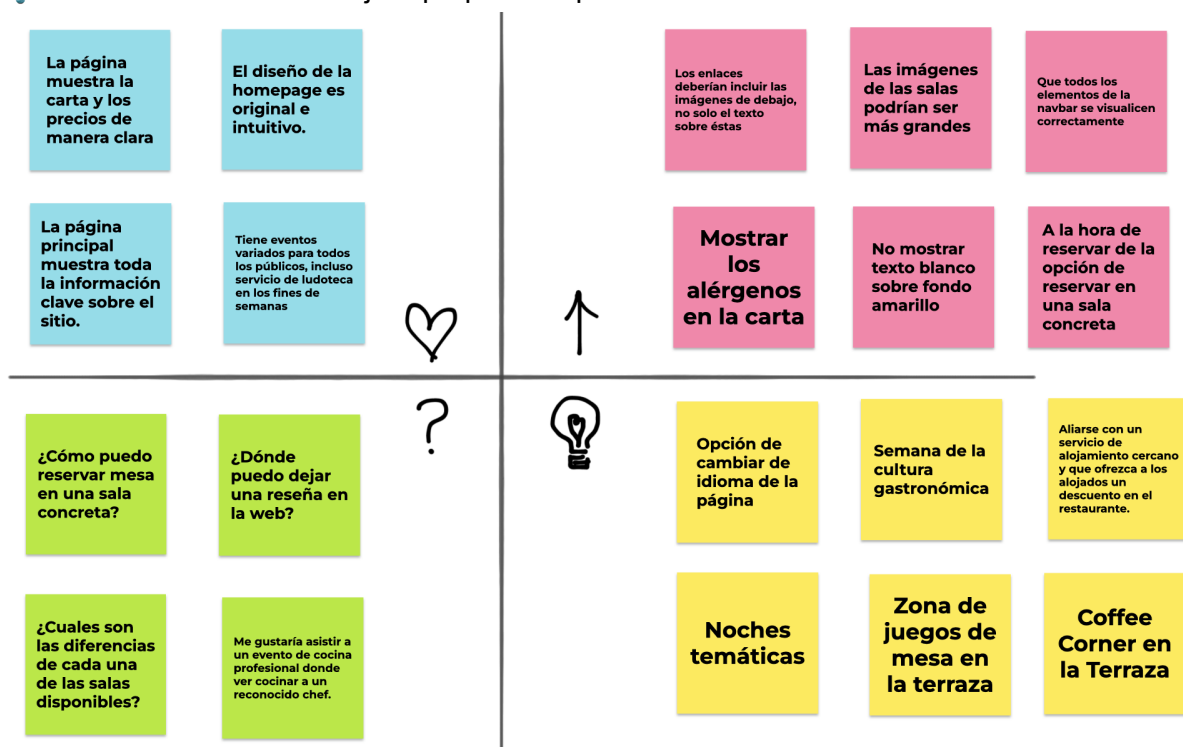 La página
muestra la
carta y los
precios de
manera clara
El diseño de la
homepage es
original e
intuitivo.
La página
principal
muestra toda
la información
clave sobre el
sitio.
Tiene eventos
variados para todos
los públicos, incluso
servicio de ludoteca
en los fines de
semanas
Los enlaces
deberían incluir las
imágenes de debajo,
no solo el texto
sobre éstas
Las imágenes
de las salas
podrían ser
más grandes
Que todos los
elementos de la
navbar se visualicen
correctamente
Mostrar
los
alérgenos
en la carta
No mostrar
texto blanco
sobre fondo
amarillo
A la hora de
reservar de la
opción de
reservar en
una sala
concreta
?
¿Cómo puedo
reservar mesa
en una sala
concreta?
¿Dónde
puedo dejar
una reseña en
la web?
¿Cuales son
las diferencias
de cada una
de las salas
disponibles?
Me gustaría asistir a
un evento de cocina
profesional donde
ver cocinar a un
reconocido chef.
Opción de
cambiar de
idioma de la
página
Semana de la
cultura
gastronómica
Aliarse con un
servicio de
alojamiento cercano
y que ofrezca a los
alojados un
descuento en el
restaurante.
Noches
temáticas
Zona de
juegos de
mesa en
la terraza
Coffee
Corner en
la Terraza